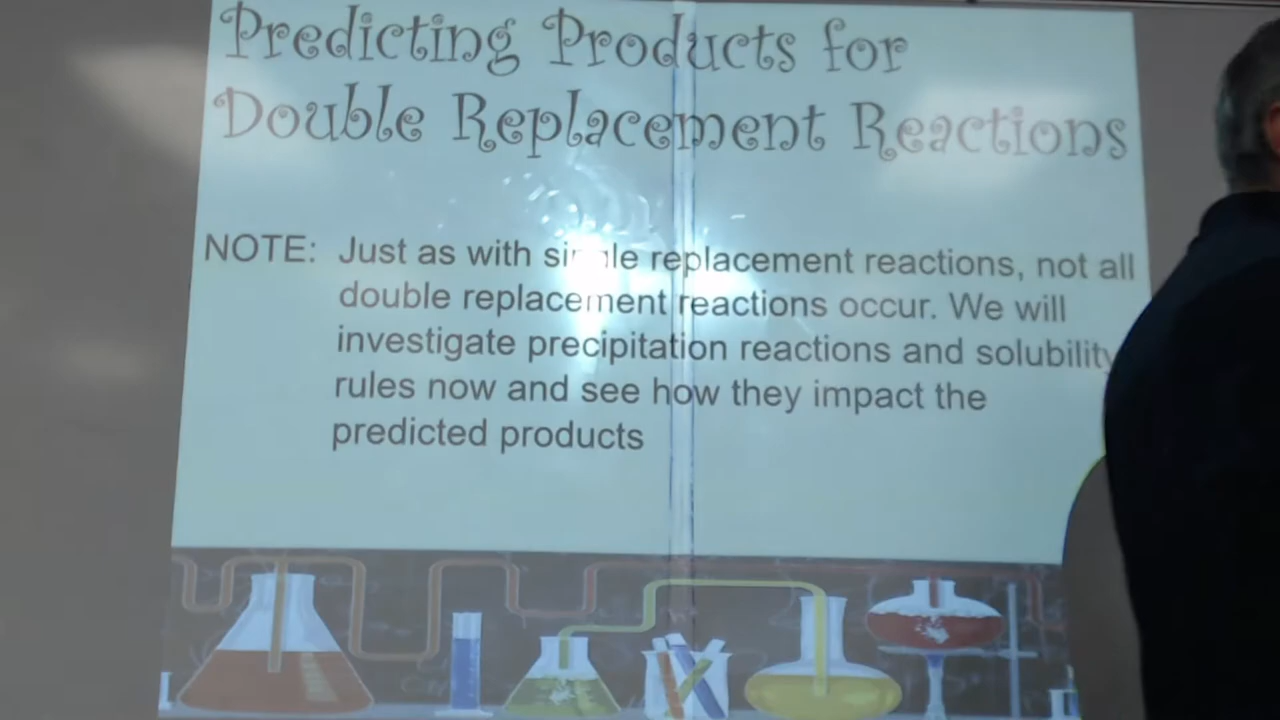 Predicting Products for
Double Replacement Reactions
NOTE: Just as with replacement reactions, not all
double replacement reactions occur. We will
investigate precipitation reactions and solubility
rules now and see how they impact the
predicted products